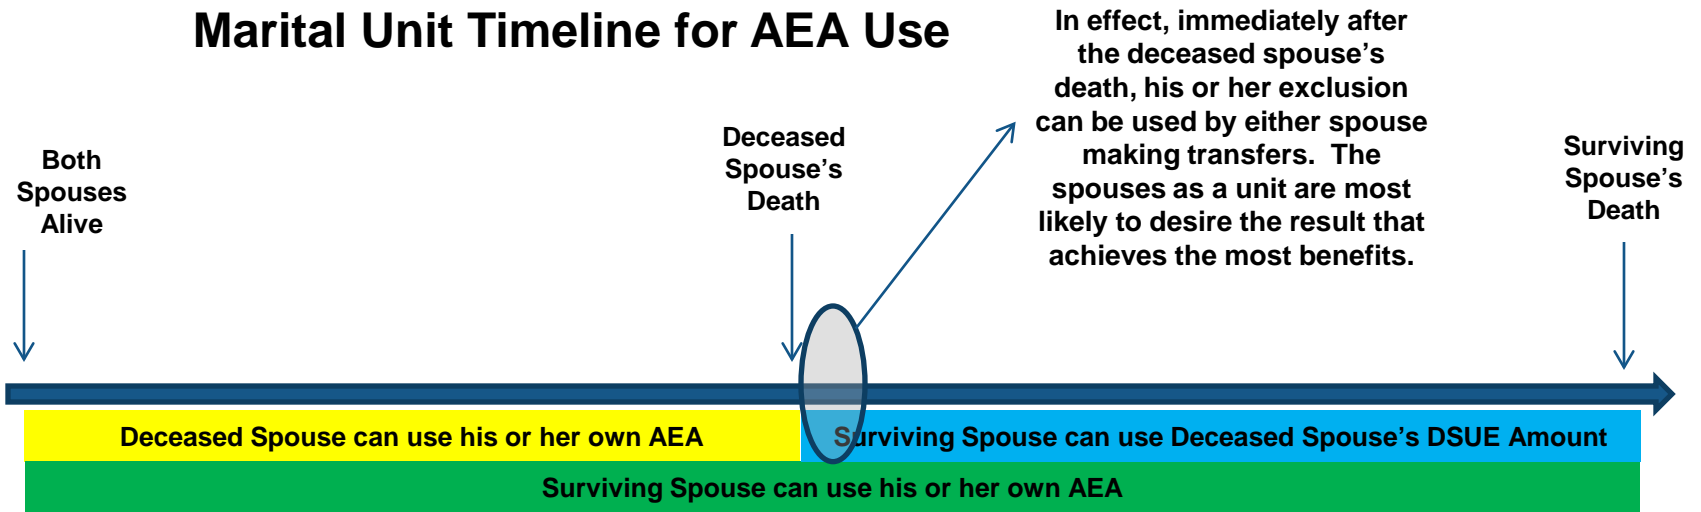 Marital Unit Timeline for AEA Use
In effect, immediately after
the deceased spouse’s
death, his or her exclusion
can be used by either spouse
making transfers.  The
spouses as a unit are most
likely to desire the result that
achieves the most benefits.
Both
Spouses
Alive
Deceased
Spouse’s
Death
Surviving
Spouse’s
Death
Deceased Spouse can use his or her own AEA
Surviving Spouse can use Deceased Spouse’s DSUE Amount
Surviving Spouse can use his or her own AEA